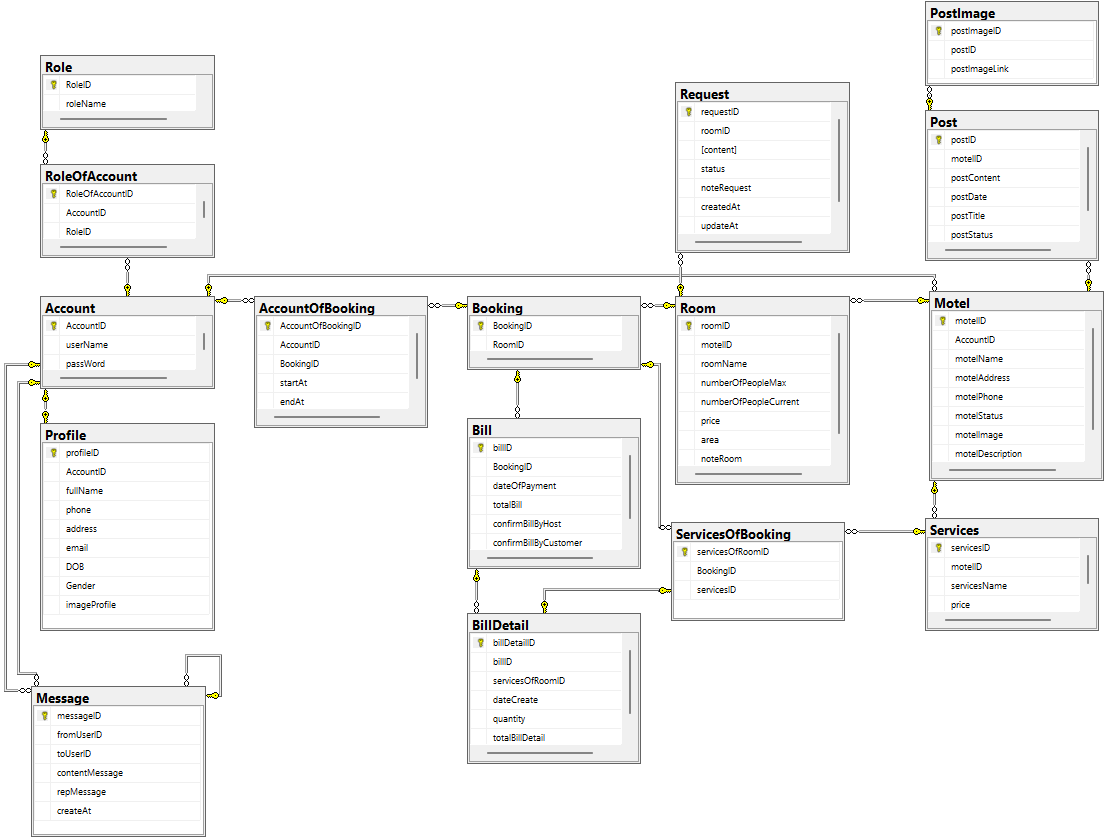 PostImage
postImageID
postID
postImageLink
Role
RoleID
roleName
Request
requestID
roomID
[content]
status
noteRequest
createdAt
updateAt
Post
postID
motelID
postContent
postDate
postTitle
postStatus
RoleOfAccount
RoleOfAccountID
AccountID
RoleID
Account
AccountID
userName
passWord
AccountOfBooking
AccountOfBookingID
AccountID
BookingID
startAt
endAt
Booking
BookingID
RoomID
Room
roomID
motelID
roomName
numberOfPeopleMax
numberOfPeopleCurrent
price
area
noteRoom
Motel
motelID
AccountID
motelName
motelAddress
motelPhone
motelStatus
motelImage
motelDescription
Profile
profileID
AccountID
fullName
phone
address
email
DOB
Gender
imageProfile
Bill
billID
BookingID
dateOfPayment
totalBill
confirmBillByHost
confirmBillByCustomer
ServicesOfBooking
servicesOfRoomID
BookingID
servicesID
Services
servicesID
motelID
servicesName
price
BillDetail
billDetailID
billID
servicesOfRoomID
dateCreate
quantity
totalBillDetail
Message
messageID
fromUserID
toUserID
contentMessage
repMessage
createAt